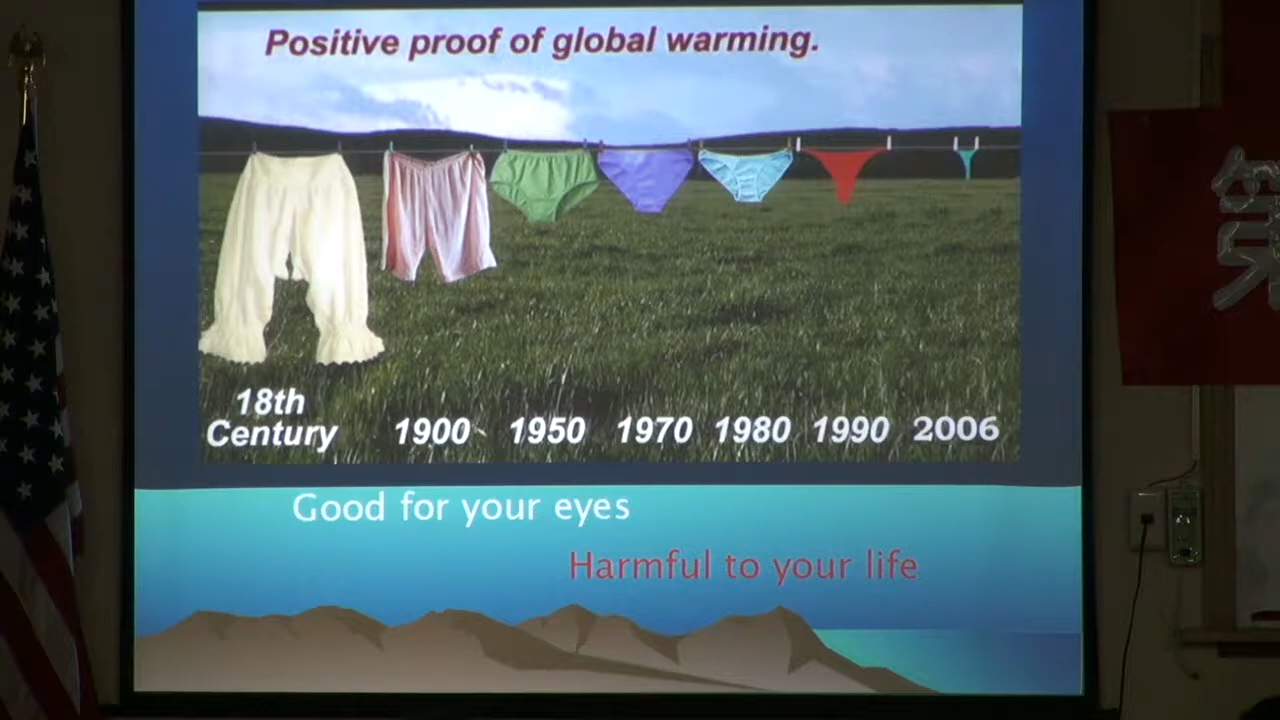 Positive proof of global warming.
18th
Century
1900
1950
1970
1980
1990
2006
Good for your eyes
Harmful to your life
第